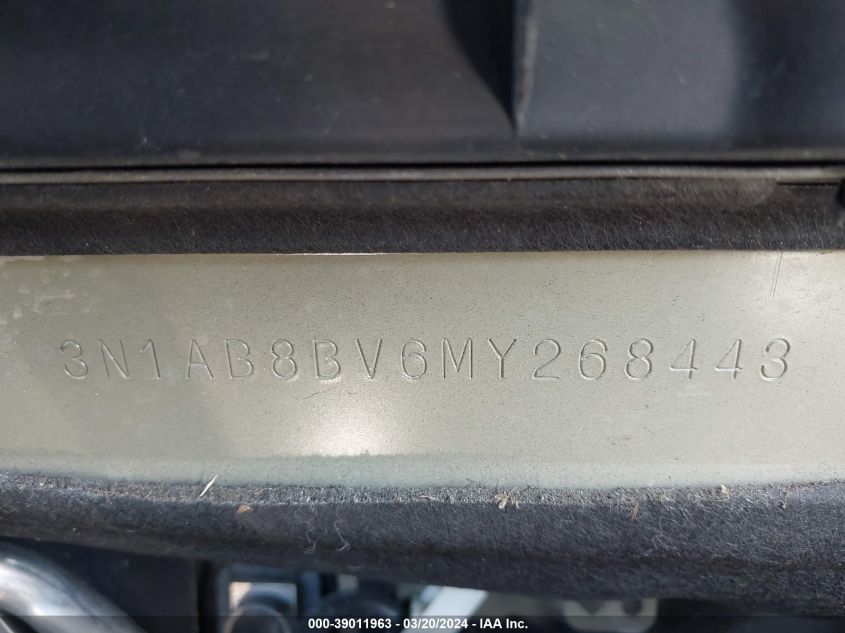 3N1AB8BV6MY268443
000-39011963 - 03/20/2024 - IAA Inc.